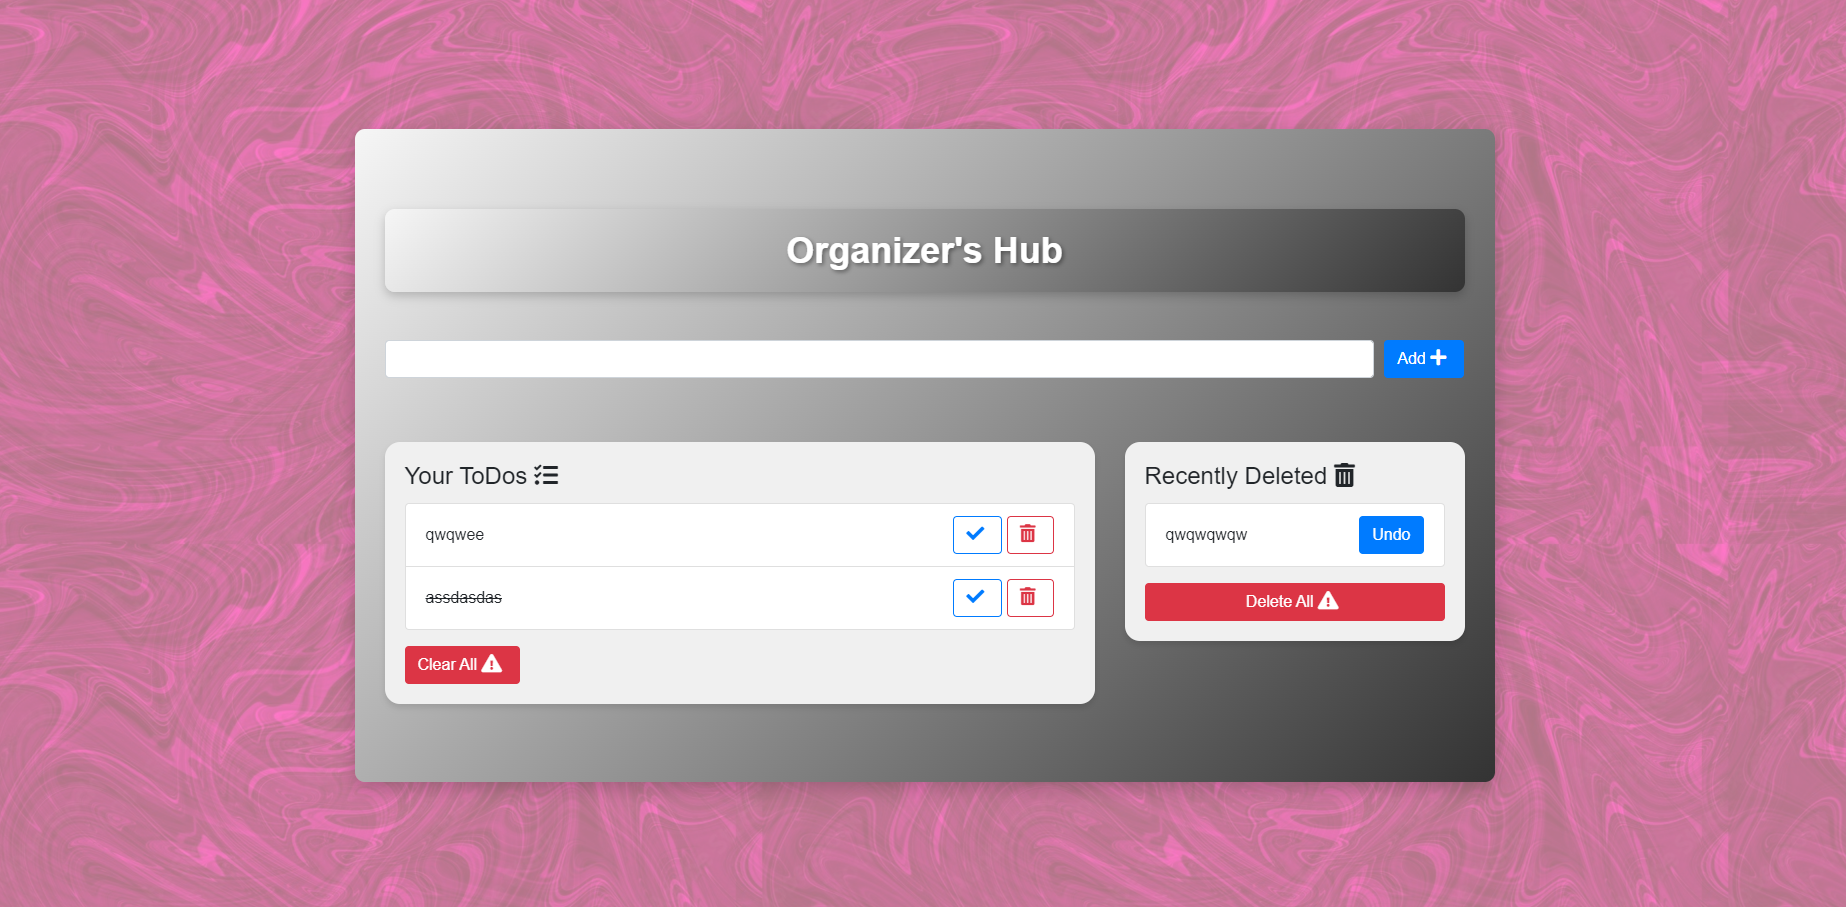 Organizer's Hub
Add
Your ToDos
qwqwee
assdasdas
Clear All
Recently Deleted
qwqwqwqw
Undo
Delete All